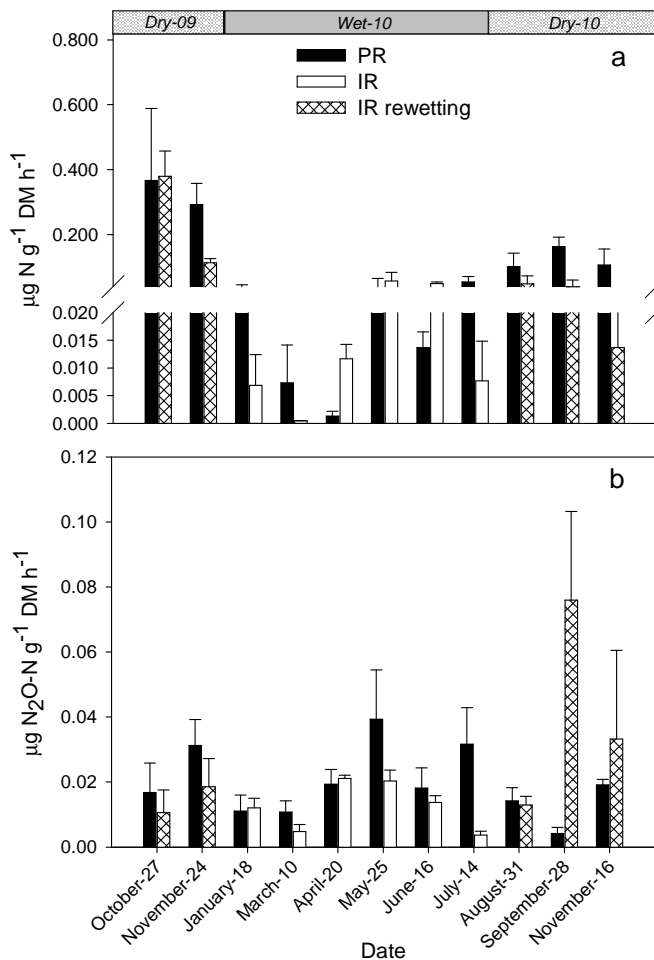 Dry-09 Wet-10 Dry-10
a
PR
IR
IR rewetting
0.800
0.600
0.400
0.200
0.020
0.015
0.010
0.005
0.000
µg N g⁻¹ DM h⁻¹
b
0.12
0.10
0.08
0.06
0.04
0.02
0.00
µg N₂O-N g⁻¹ DM h⁻¹
October-27
November-24
January-18
March-10
April-20
May-25
June-16
July-14
August-31
September-28
November-16
Date